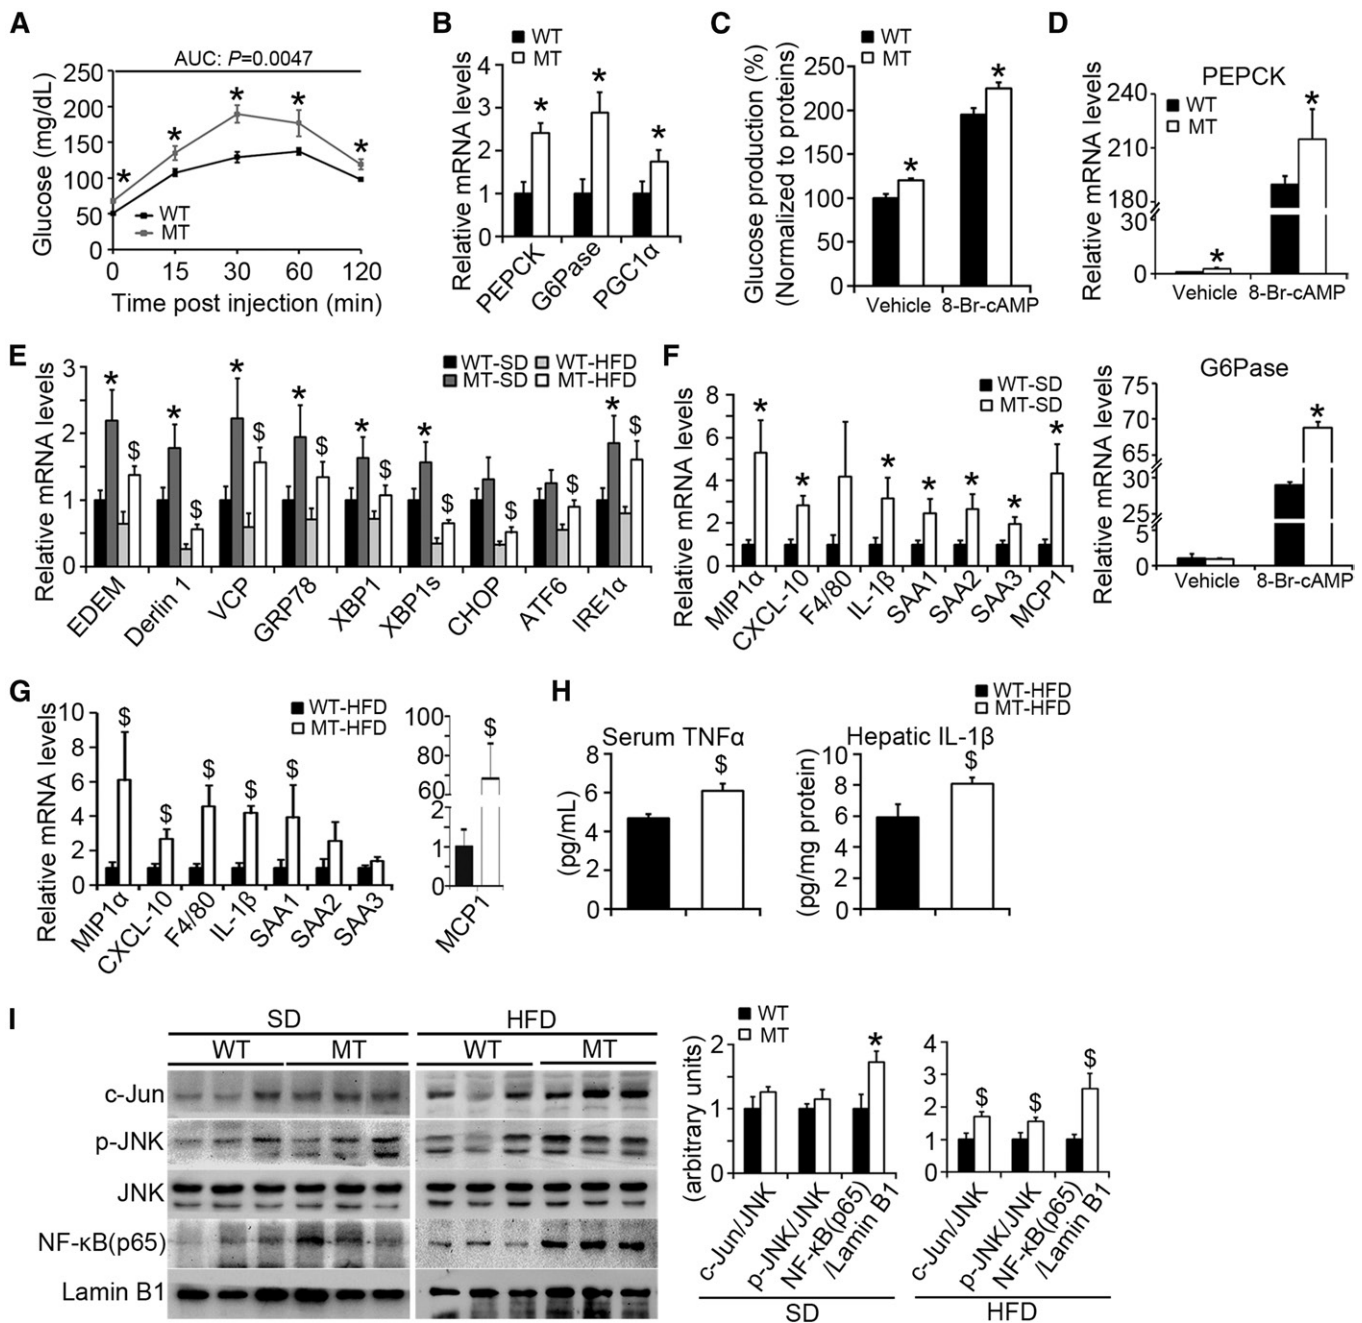 A
AUC: P=0.0047
Glucose (mg/dL)
250
200
150
100
50
0
WT
MT
0 15 30 60 120
Time post injection (min)
B
WT
MT
Relative mRNA levels
4
3
2
1
0
PEPCK G6Pase PGC1α
* * *
C
WT
MT
Glucose production (%)
(Normalized to proteins)
250
200
150
100
50
0
* *
Vehicle 8-Br-cAMP
D
PEPCK
Relative mRNA levels
240
210
180
30
0
WT
MT
* *
Vehicle 8-Br-cAMP
G6Pase
Relative mRNA levels
75
70
65
30
25
5
0
*
Vehicle 8-Br-cAMP
E
WT-SD WT-HFD
MT-SD MT-HFD
Relative mRNA levels
3
2
1
0
* * * * * * *
$ $ $ $ $ $ $ $ $
EDEM Derlin 1 VCP GRP78 XBP1 XBP1s CHOP ATF6 IRE1α
F
WT-SD
MT-SD
Relative mRNA levels
8
6
4
2
0
* * * * * * *
MIP1α CXCL-10 F4/80 IL-1β SAA1 SAA2 SAA3 MCP1
G
WT-HFD
MT-HFD
Relative mRNA levels
10
8
6
4
2
0
$ $ $ $ $
MIP1α CXCL-10 F4/80 IL-1β SAA1 SAA2 SAA3
100
80
60
2
1
0
$
MCP1
H
WT-HFD
MT-HFD
Serum TNFα
(pg/mL)
8
6
4
2
0
$
Hepatic IL-1β
(pg/mg protein)
10
8
6
4
2
0
$
I
SD HFD
WT MT WT MT
c-Jun
p-JNK
JNK
NF-κB(p65)
Lamin B1
WT
MT
(arbitrary units)
2
1
0
*
c-Jun/JNK
p-JNK/JNK
NF-κB(p65)
/Lamin B1
SD
4
3
2
1
0
$ $ $
c-Jun/JNK
p-JNK/JNK
NF-κB(p65)
/Lamin B1
HFD